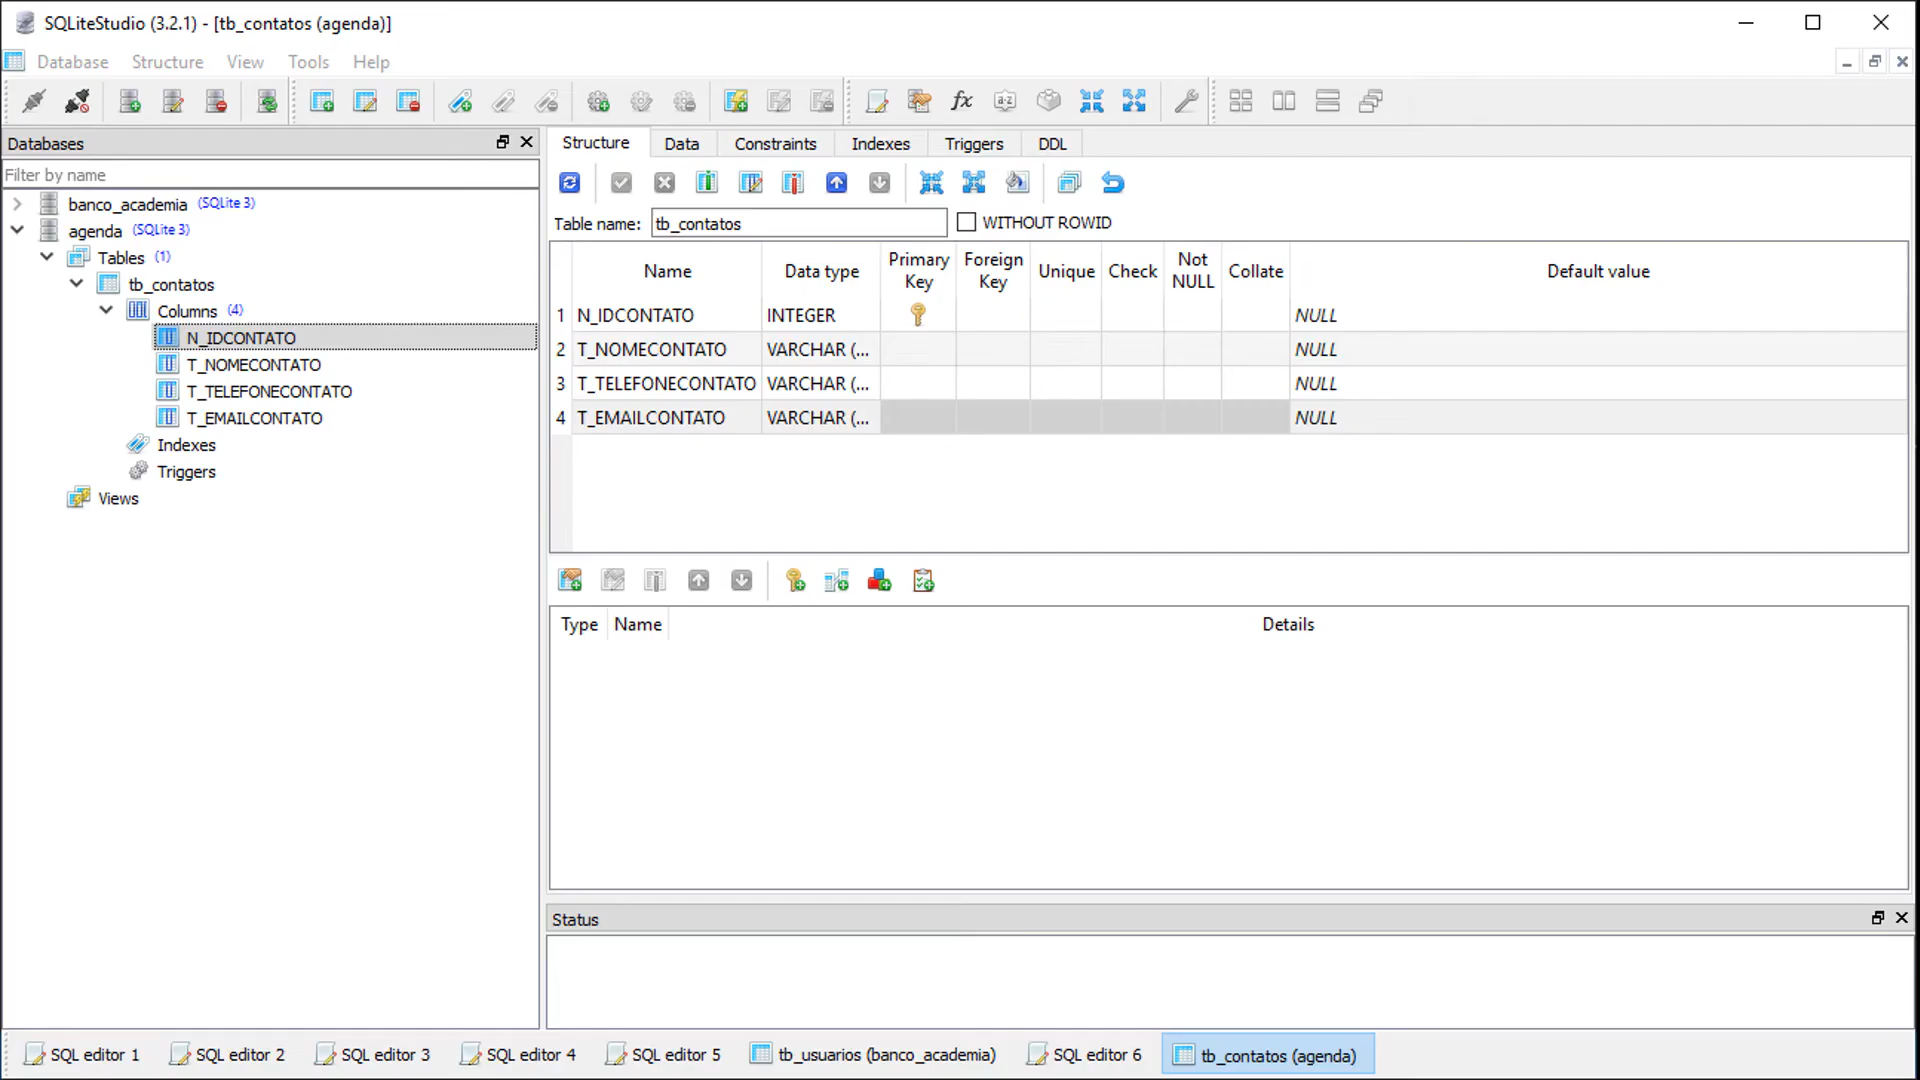 SQLiteStudio (3.2.1) - [tb_contatos (agenda)]
Database Structure View Tools Help
Databases
Filter by name
banco_academia (SQLite 3)
agenda (SQLite 3)
Tables (1)
tb_contatos
Columns (4)
N_IDCONTATO
T_NOMECONTATO
T_TELEFONECONTATO
T_EMAILCONTATO
Indexes
Triggers
Views
Structure Data Constraints Indexes Triggers DDL
Table name: tb_contatos WITHOUT ROWID
Name Data type Primary Key Foreign Key Unique Check Not NULL Collate Default value
1 N_IDCONTATO INTEGER NULL
2 T_NOMECONTATO VARCHAR (... NULL
3 T_TELEFONECONTATO VARCHAR (... NULL
4 T_EMAILCONTATO VARCHAR (... NULL
Type Name Details
Status
SQL editor 1 SQL editor 2 SQL editor 3 SQL editor 4 SQL editor 5 tb_usuarios (banco_academia) SQL editor 6 tb_contatos (agenda)